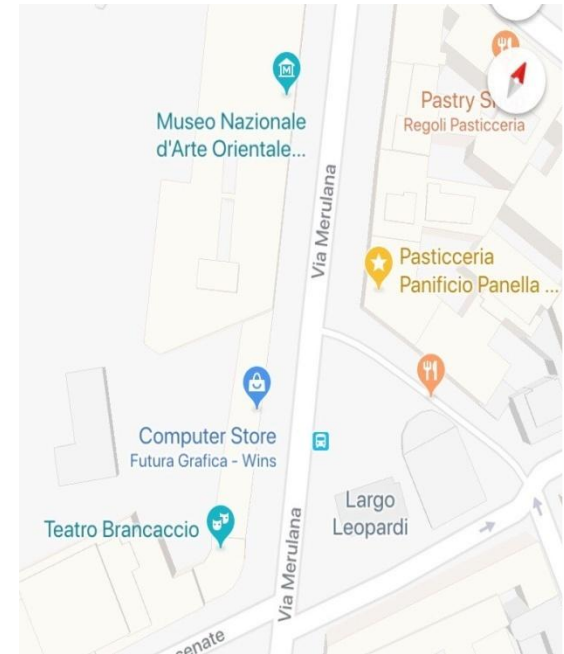 Museo Nazionale
d'Arte Orientale...
Pastry S
Regoli Pasticceria
Via Merulana
Pasticceria
Panificio Panella ...
Computer Store
Futura Grafica - Wins
Largo
Leopardi
Teatro Brancaccio
Via Merulana
enate